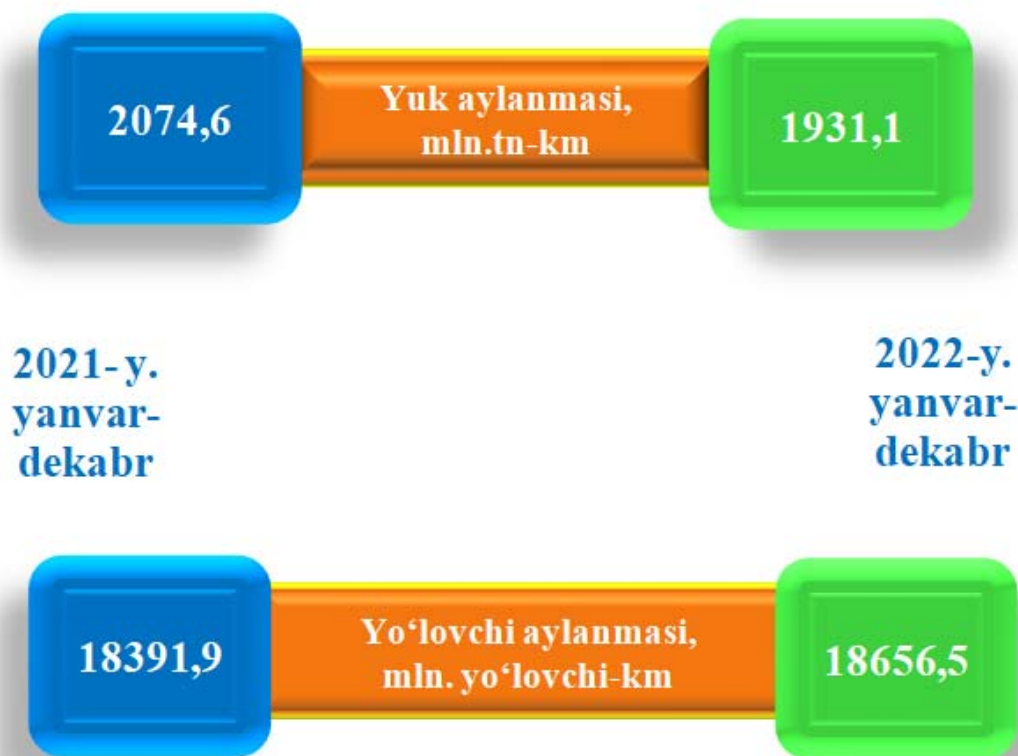 2074,6
Yuk aylanmasi,
mln.tn-km
1931,1
2021- y.
yanvar-
dekabr
2022-y.
yanvar-
dekabr
18391,9
Yo‘lovchi aylanmasi,
mln. yo‘lovchi-km
18656,5